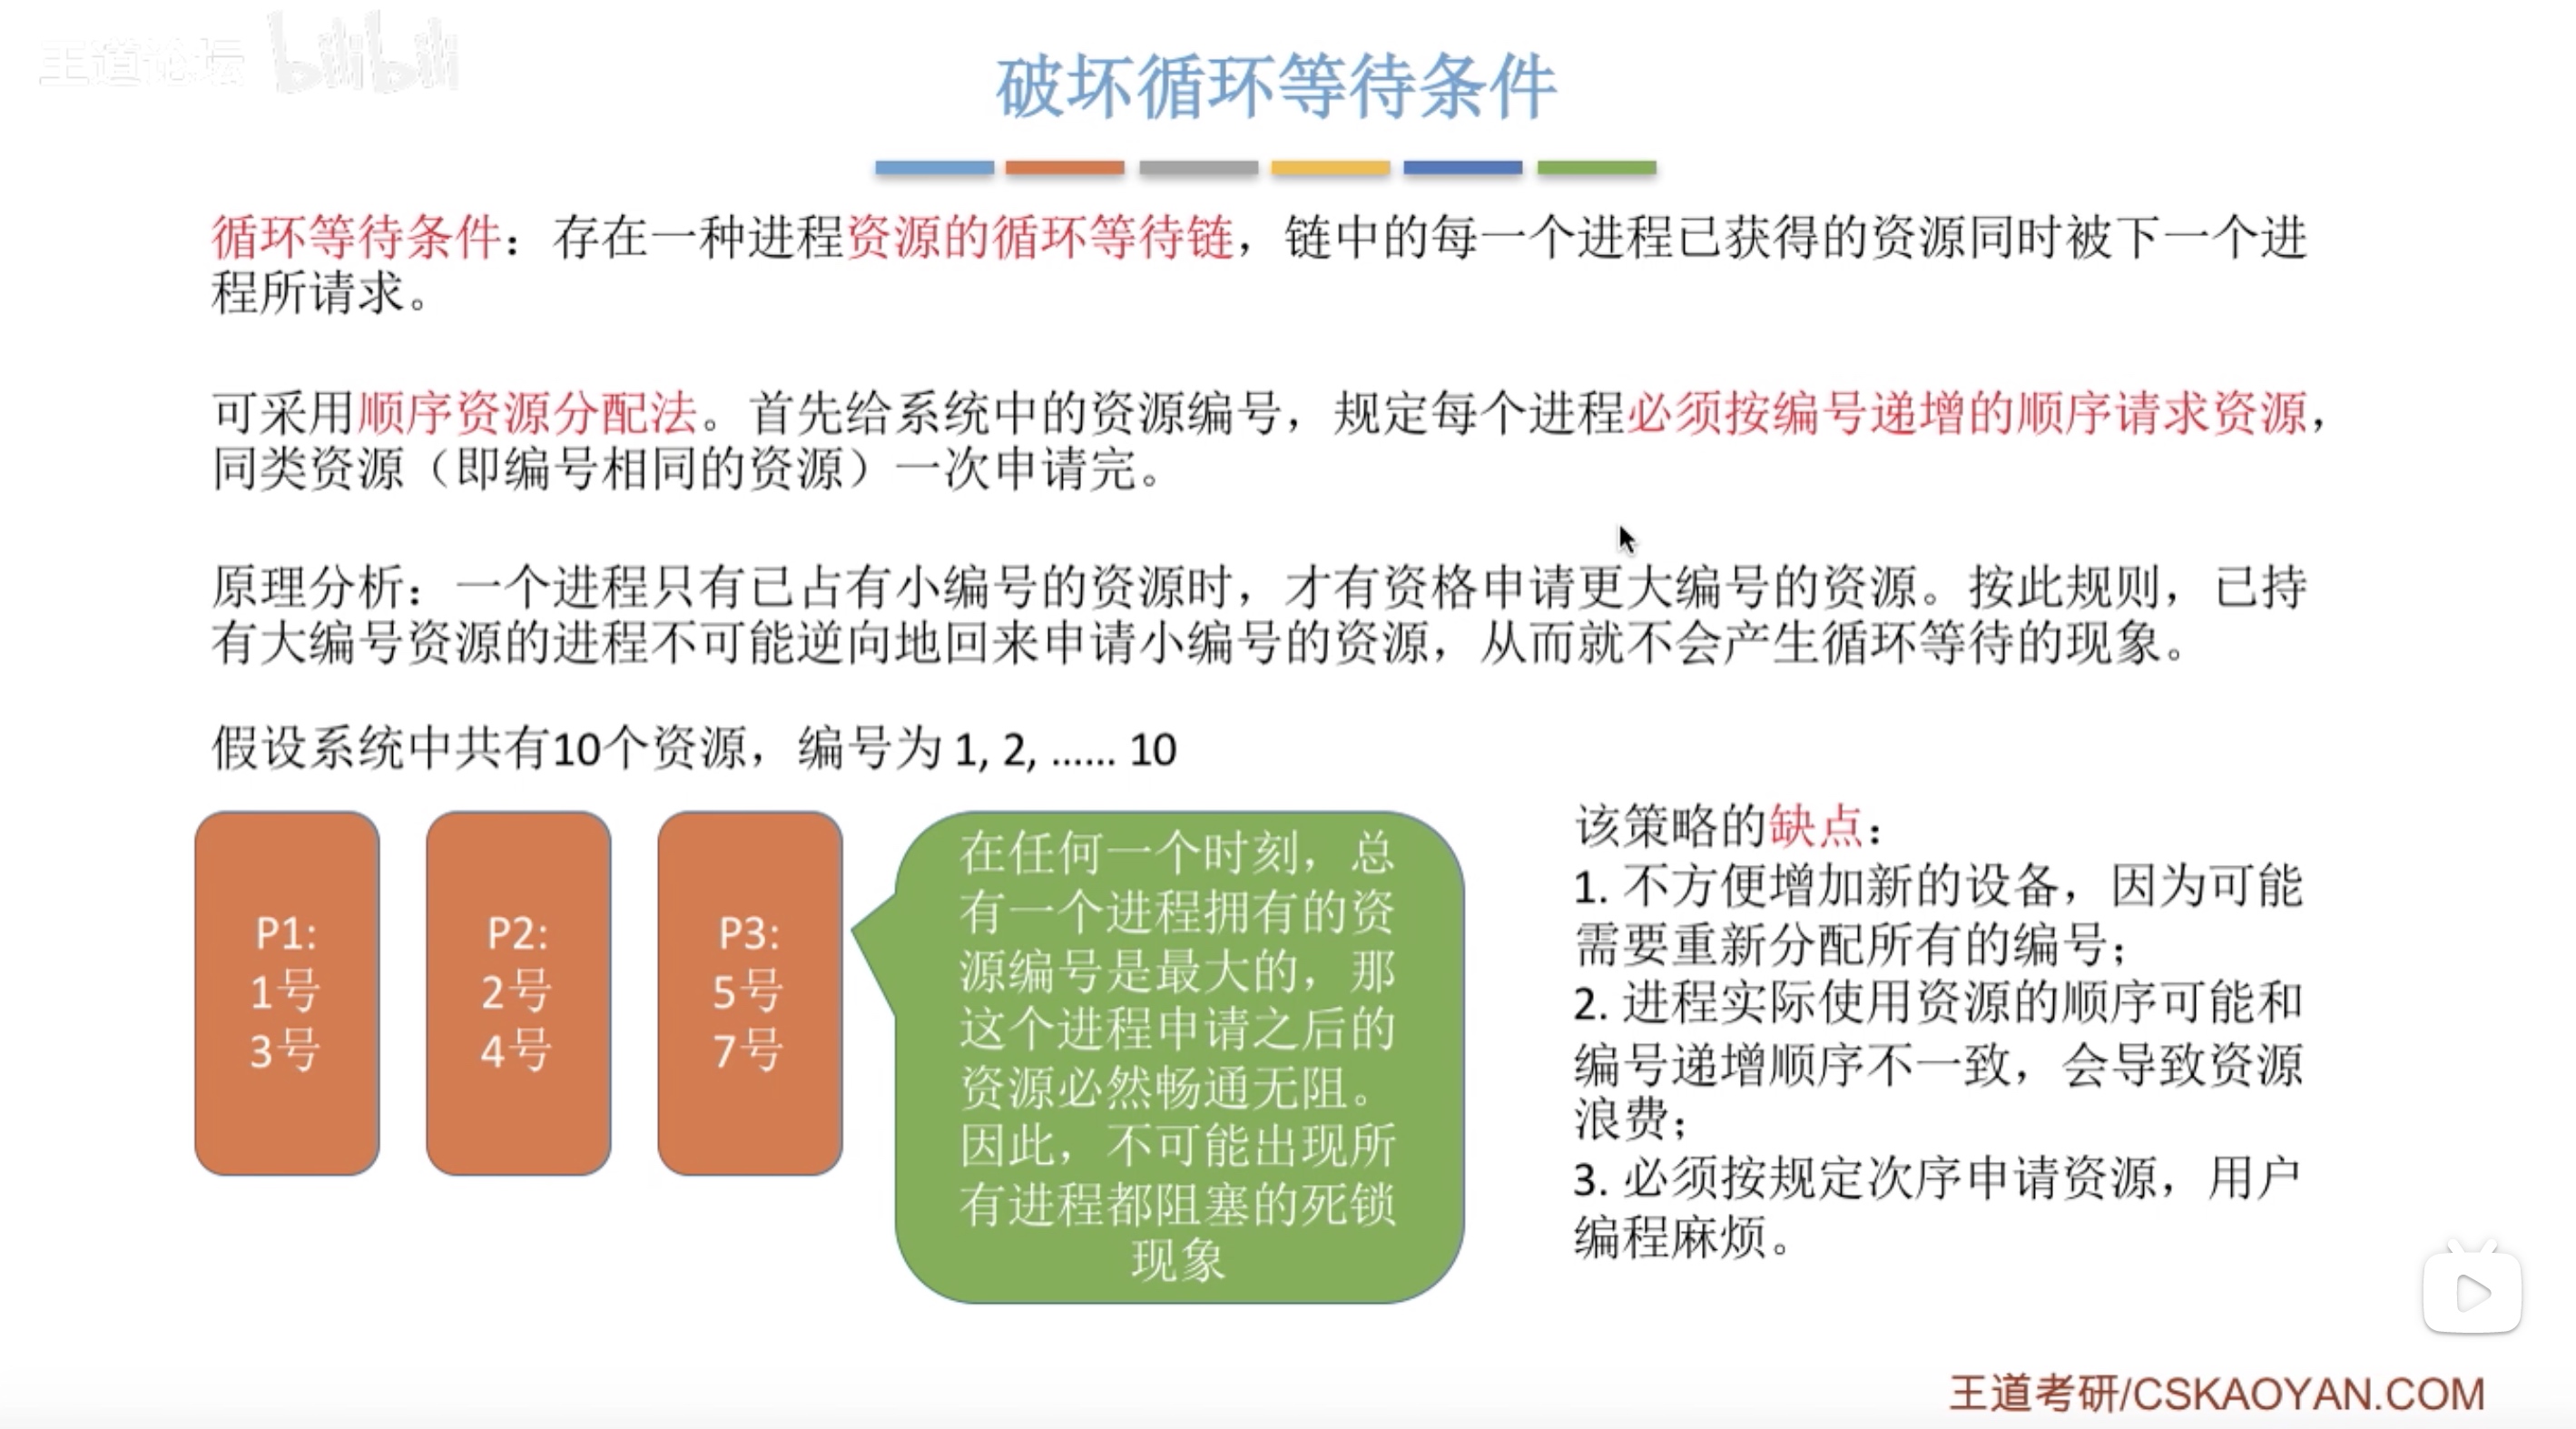 王道论坛 bilibili
破坏循环等待条件
循环等待条件：存在一种进程资源的循环等待链，链中的每一个进程已获得的资源同时被下一个进
程所请求。
可采用顺序资源分配法。首先给系统中的资源编号，规定每个进程必须按编号递增的顺序请求资源，
同类资源（即编号相同的资源）一次申请完。
原理分析：一个进程只有已占有小编号的资源时，才有资格申请更大编号的资源。按此规则，已持
有大编号资源的进程不可能逆向地回来申请小编号的资源，从而就不会产生循环等待的现象。
假设系统中共有10个资源，编号为 1, 2, …… 10
P1:
1号
3号
P2:
2号
4号
P3:
5号
7号
在任何一个时刻，总
有一个进程拥有的资
源编号是最大的，那
这个进程申请之后的
资源必然畅通无阻。
因此，不可能出现所
有进程都阻塞的死锁
现象
该策略的缺点：
1. 不方便增加新的设备，因为可能
需要重新分配所有的编号；
2. 进程实际使用资源的顺序可能和
编号递增顺序不一致，会导致资源
浪费；
3. 必须按规定次序申请资源，用户
编程麻烦。
王道考研/CSKAOYAN.COM